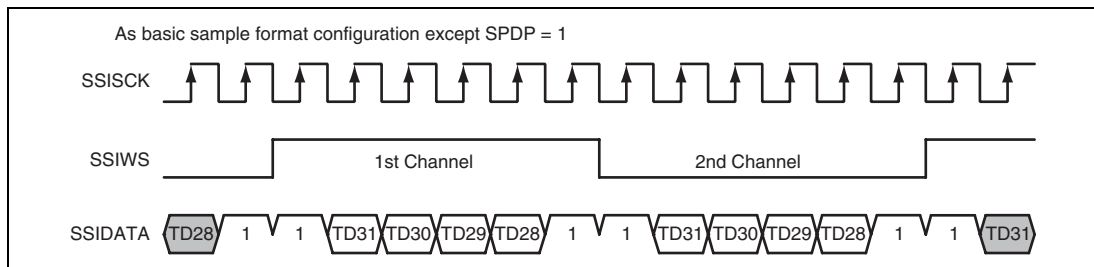 As basic sample format configuration except SPDP = 1
SSISCK
SSIWS 1st Channel 2nd Channel
SSIDATA TD28 1 1 TD31 TD30 TD29 TD28 1 1 TD31 TD30 TD29 TD28 1 1 TD31